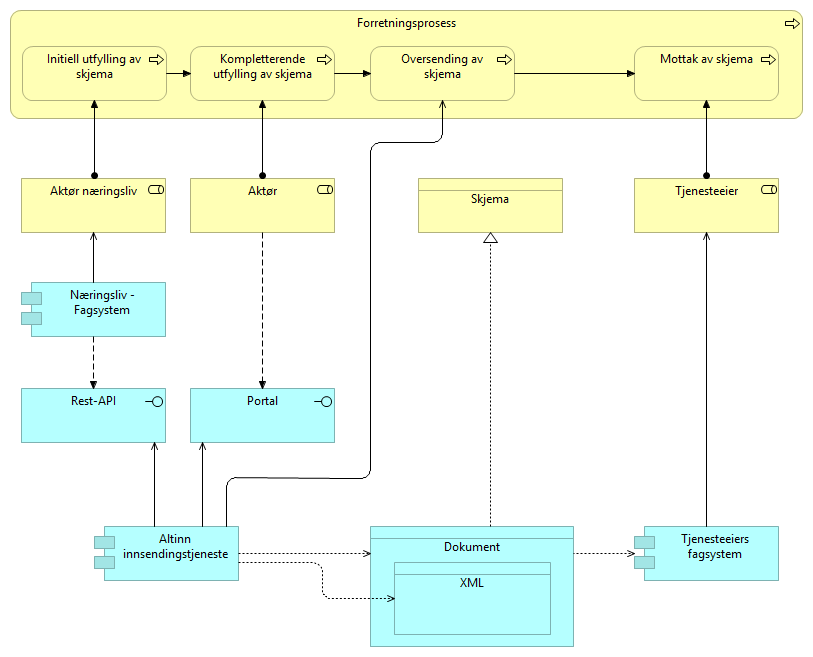 Forretningsprosess
Initiell utfylling av
skjema
Kompletterende
utfylling av skjema
Oversending av
skjema
Mottak av skjema
Aktør næringsliv
Aktør
Skjema
Tjenesteeier
Næringsliv -
Fagsystem
Rest-API
Portal
Altinn
innsendingstjeneste
Dokument
XML
Tjenesteeiers
fagsystem